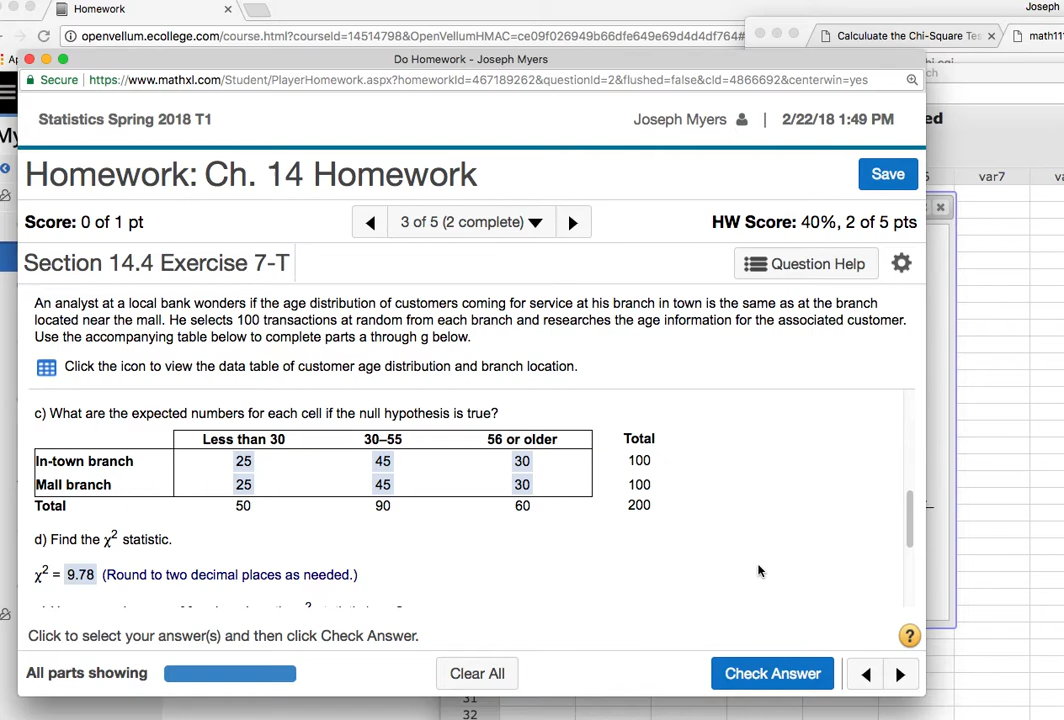 Homework
Joseph
openvellum.ecollege.com/course.html?courseId=14514798&OpenVellumHMAC=ce09f026949b66dfe649e69d4d4df764#
Calculuate the Chi-Square Tes
math11
Do Homework - Joseph Myers
Secure | https://www.mathxl.com/Student/PlayerHomework.aspx?homeworkId=467189262&questionId=2&flushed=false&cId=4866692&centerwin=yes
Statistics Spring 2018 T1
Joseph Myers | 2/22/18 1:49 PM
ed
My
Homework: Ch. 14 Homework
Save
var7
va
Score: 0 of 1 pt
3 of 5 (2 complete)
HW Score: 40%, 2 of 5 pts
Section 14.4 Exercise 7-T
Question Help
An analyst at a local bank wonders if the age distribution of customers coming for service at his branch in town is the same as at the branch
located near the mall. He selects 100 transactions at random from each branch and researches the age information for the associated customer.
Use the accompanying table below to complete parts a through g below.
Click the icon to view the data table of customer age distribution and branch location.
c) What are the expected numbers for each cell if the null hypothesis is true?
Less than 30 30–55 56 or older Total
In-town branch 25 45 30 100
Mall branch 25 45 30 100
Total 50 90 60 200
d) Find the χ² statistic.
χ² = 9.78 (Round to two decimal places as needed.)
Click to select your answer(s) and then click Check Answer.
?
All parts showing
Clear All
Check Answer
31
32